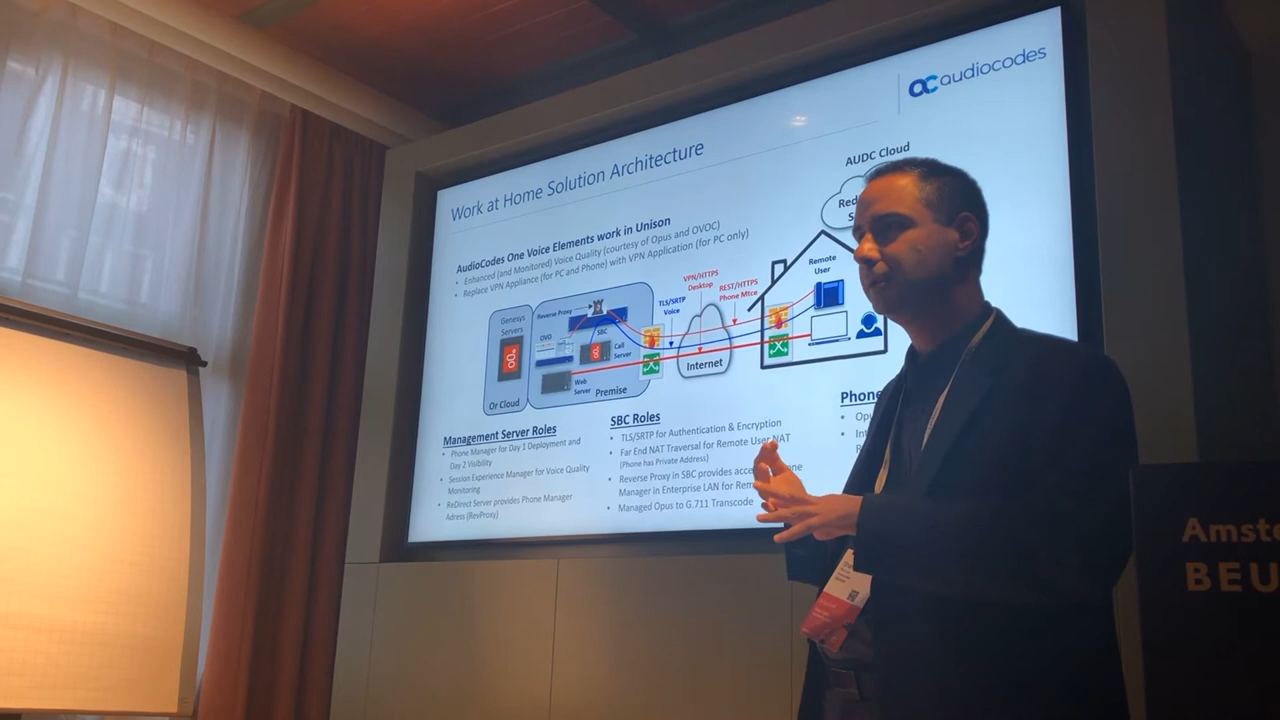 audiocodes
Work at Home Solution Architecture
AUDC Cloud
AudioCodes One Voice Elements work in Unison
• Enhanced (and Monitored) Voice Quality (courtesy of Opus and OVOC)
• Replace VPN Appliance (for PC and Phone) with VPN Application (for PC only)
Remote
User
VPN/HTTPS
Desktop
REST/HTTPS
Phone Mtce
TLS/SRTP
Voice
Genesys
Servers
Reverse Proxy
SBC
Call
Server
Web
Server
Or Cloud
Premise
Internet
Management Server Roles
• Phone Manager for Day 1 Deployment and
Day 2 Visibility
• Session Experience Manager for Voice Quality
Monitoring
• ReDirect Server provides Phone Manager
Adress (RevProxy)
SBC Roles
• TLS/SRTP for Authentication & Encryption
• Far End NAT Traversal for Remote User NAT
(Phone has Private Address)
• Reverse Proxy in SBC provides
Manager in Enterprise LAN for
• Managed Opus to G.711 Transcode
Phone
BEU